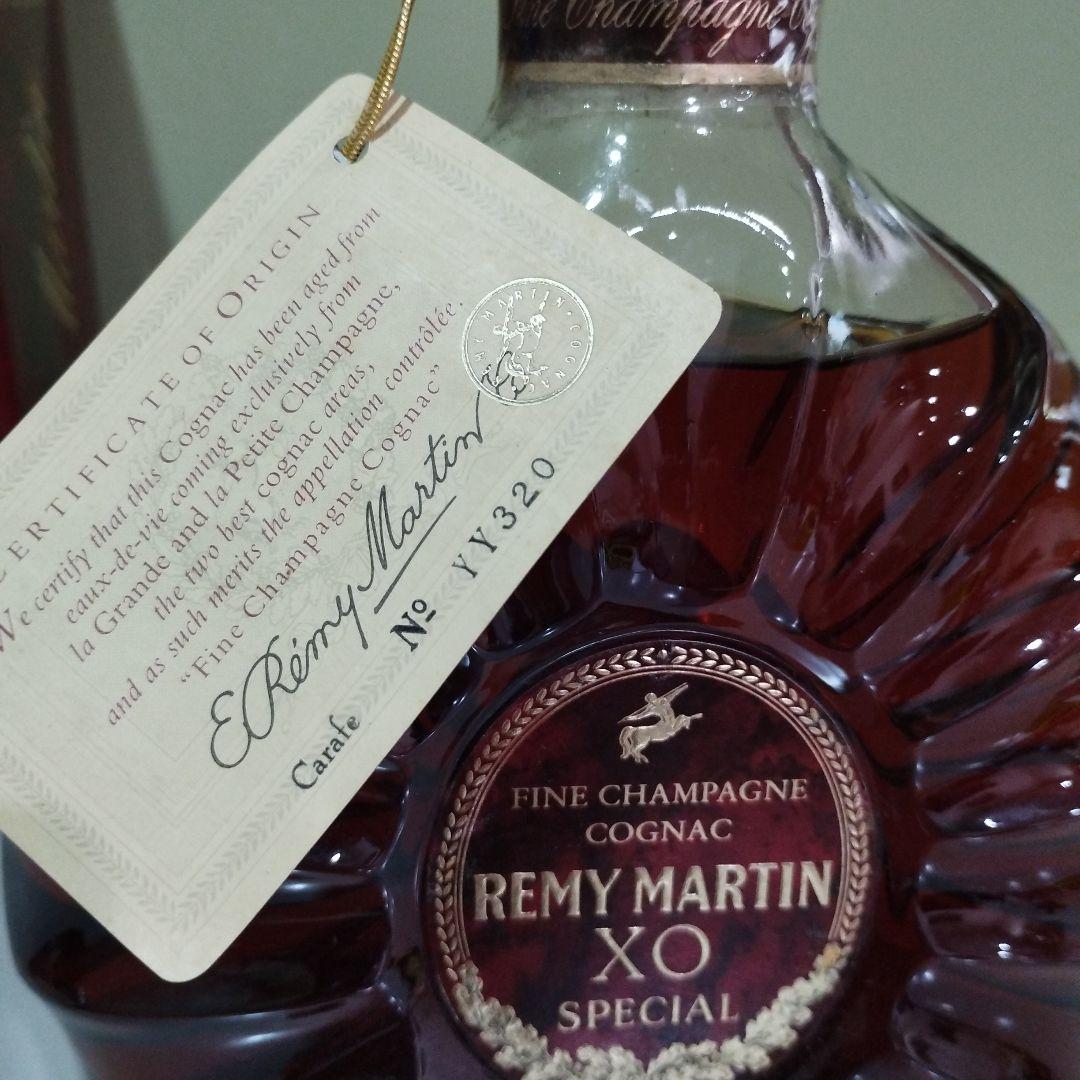 Fine Champagne
CERTIFICATE OF ORIGIN
We certify that this Cognac has been aged from
eaux-de-vie coming exclusively from
la Grande and la Petite Champagne,
the two best cognac areas,
and as such merits the appellation contrôlée.
“Fine Champagne Cognac”
E Rémy Martin
Nº YY320
Carafe
MARTIN • COGNAC
FINE CHAMPAGNE
COGNAC
REMY MARTIN
XO
SPECIAL